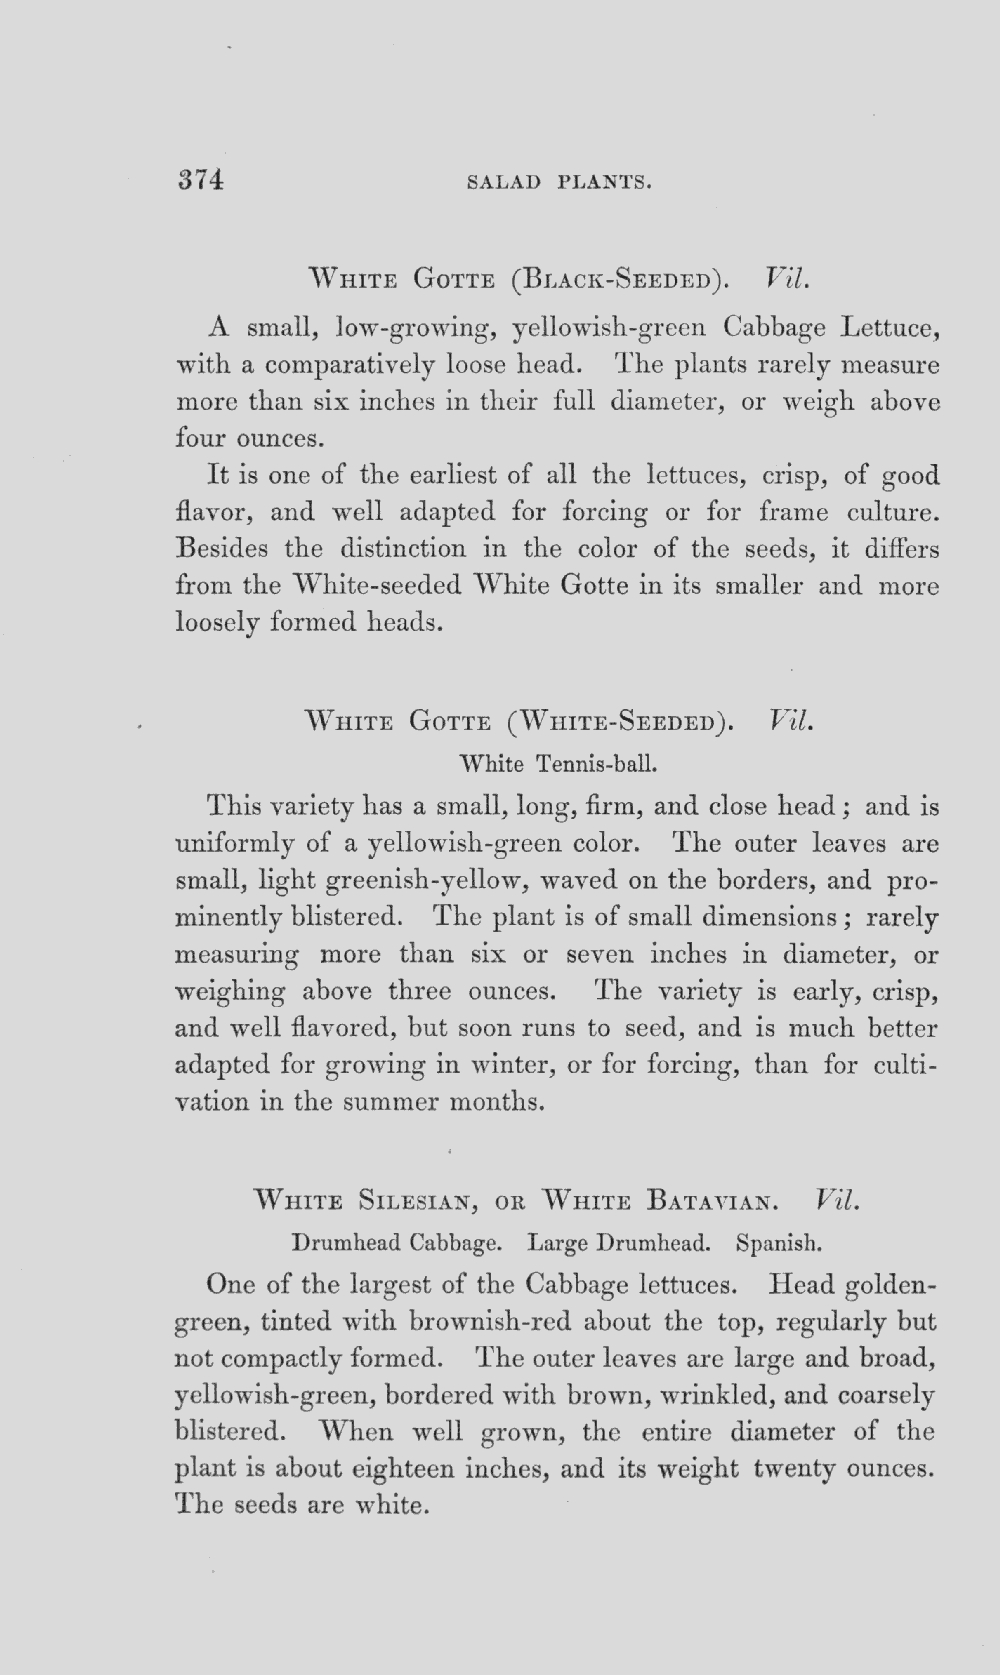 374 SALAD PLANTS.
White Gotte (Black-Seeded). Vil.
A small, low-growing, yellowish-green Cabbage Lettuce,
with a comparatively loose head. The plants rarely measure
more than six inches in their full diameter, or weigh above
four ounces.
It is one of the earliest of all the lettuces, crisp, of good
flavor, and well adapted for forcing or for frame culture.
Besides the distinction in the color of the seeds, it differs
from the White-seeded White Gotte in its smaller and more
loosely formed heads.
White Gotte (White-Seeded). Vil.
White Tennis-ball.
This variety has a small, long, firm, and close head; and is
uniformly of a yellowish-green color. The outer leaves are
small, light greenish-yellow, waved on the borders, and pro-
minently blistered. The plant is of small dimensions; rarely
measuring more than six or seven inches in diameter, or
weighing above three ounces. The variety is early, crisp,
and well flavored, but soon runs to seed, and is much better
adapted for growing in winter, or for forcing, than for culti-
vation in the summer months.
White Silesian, or White Batavian. Vil.
Drumhead Cabbage. Large Drumhead. Spanish.
One of the largest of the Cabbage lettuces. Head golden-
green, tinted with brownish-red about the top, regularly but
not compactly formed. The outer leaves are large and broad,
yellowish-green, bordered with brown, wrinkled, and coarsely
blistered. When well grown, the entire diameter of the
plant is about eighteen inches, and its weight twenty ounces.
The seeds are white.